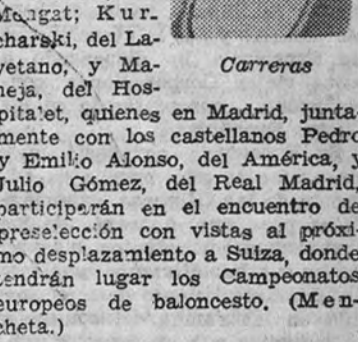 Mongat; Kur-
charski, del La-
yetano; y Ma-
neja, del Hos-
Carreras
pitalet, quienes en Madrid, junta-
mente con los castellanos Pedro
y Emilio Alonso, del América, y
Julio Gómez, del Real Madrid,
participarán en el encuentro de
preselección con vistas al próxi-
mo desplazamiento a Suiza, donde
tendrán lugar los Campeonatos
europeos de baloncesto. (Men-
cheta.)